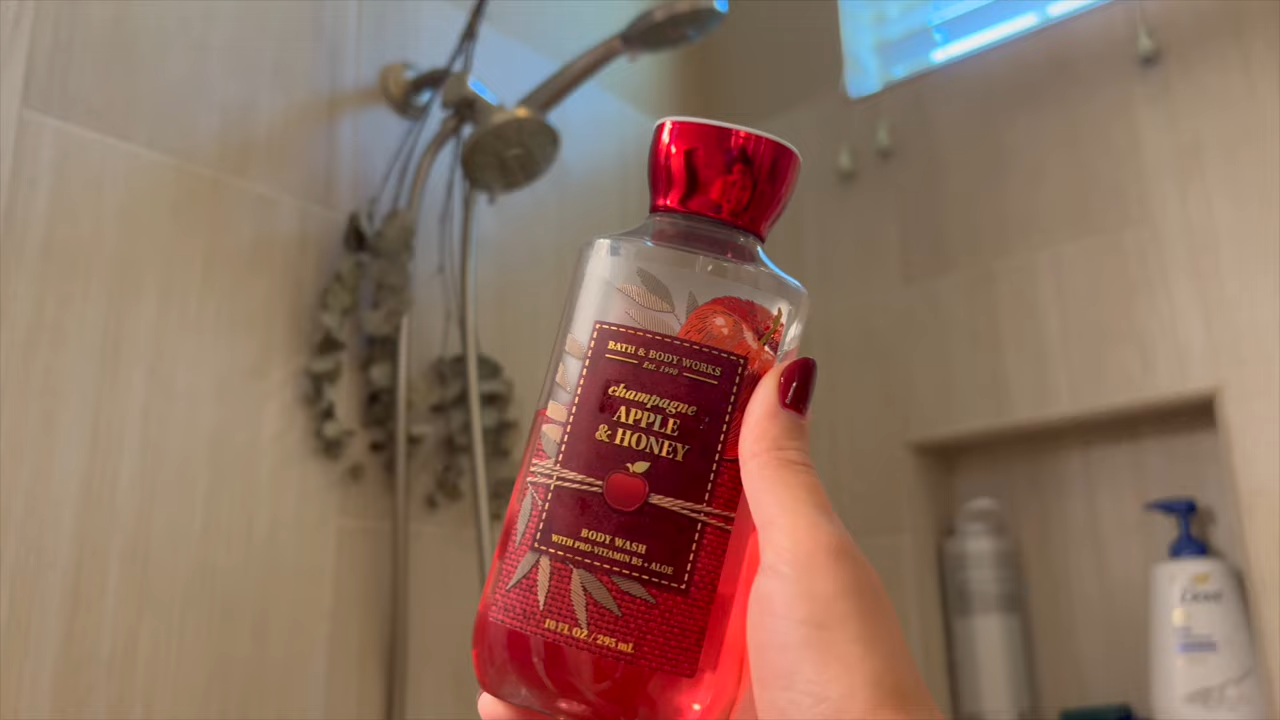 BATH & BODY WORKS
Est. 1990
champagne
APPLE
& HONEY
BODY WASH
WITH PRO-VITAMIN B5 + ALOE
10 FL OZ / 295 mL
Dove